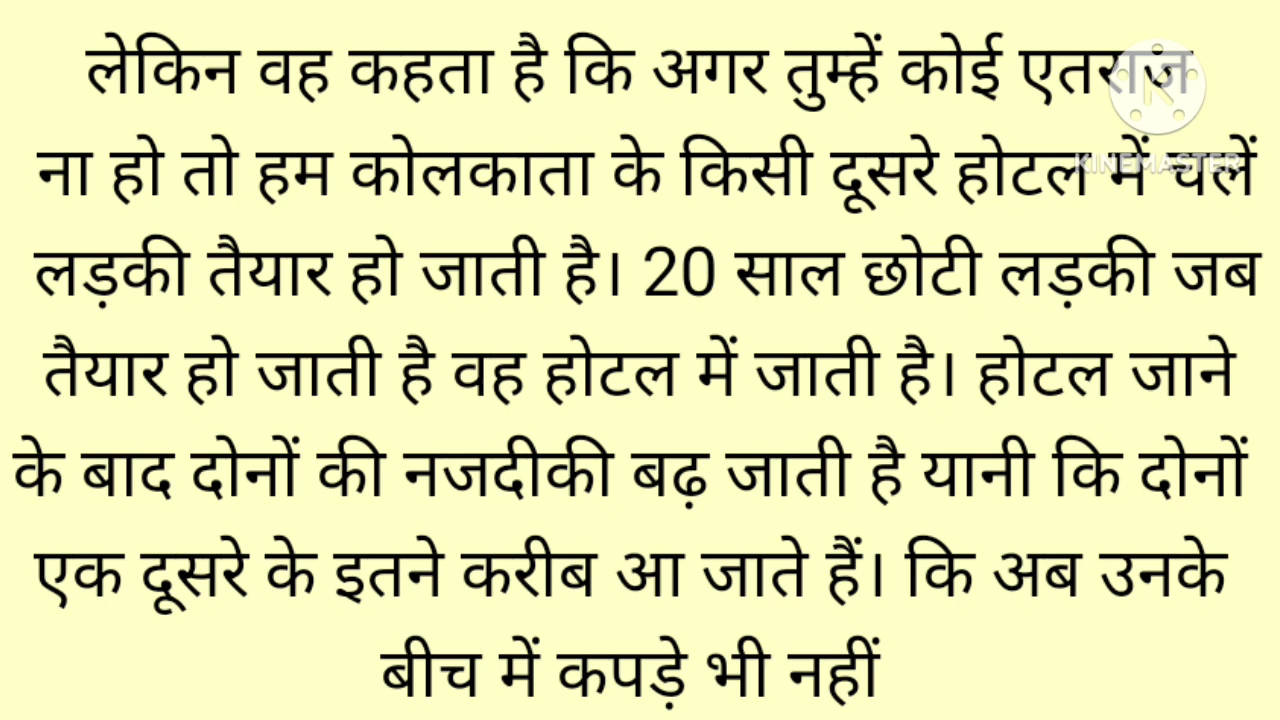 लेकिन वह कहता है कि अगर तुम्हें कोई एतराज
ना हो तो हम कोलकाता के किसी दूसरे होटल में चलें
KINEMASTER
लड़की तैयार हो जाती है। 20 साल छोटी लड़की जब
तैयार हो जाती है वह होटल में जाती है। होटल जाने
के बाद दोनों की नजदीकी बढ़ जाती है यानी कि दोनों
एक दूसरे के इतने करीब आ जाते हैं। कि अब उनके
बीच में कपड़े भी नहीं